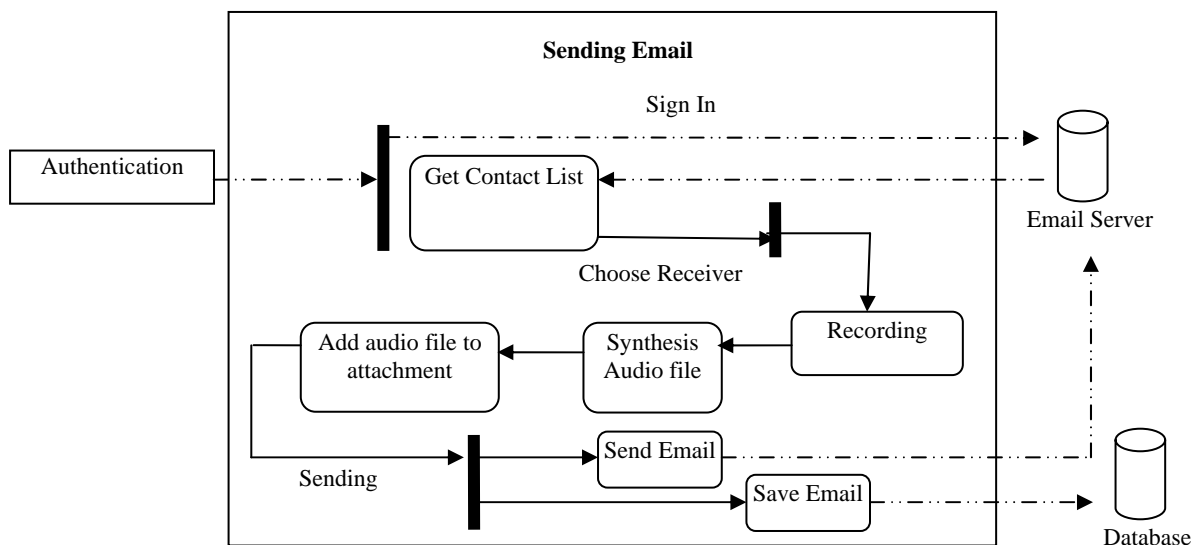 Sending Email
Sign In
Authentication
Get Contact List
Email Server
Choose Receiver
Recording
Synthesis
Audio file
Add audio file to
attachment
Send Email
Sending
Save Email
Database